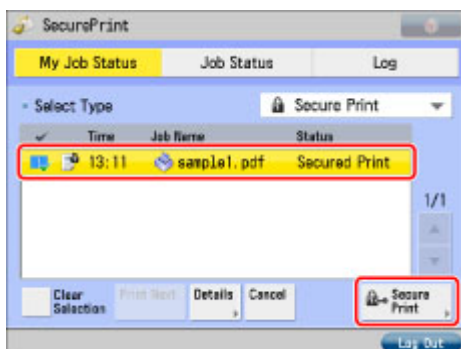 SecurePrint
My Job Status Job Status Log
Select Type Secure Print
Time Job Name Status
13:11 sample1.pdf Secured Print
1/1
Clear Selection Print Next Details Cancel Secure Print
Log Out